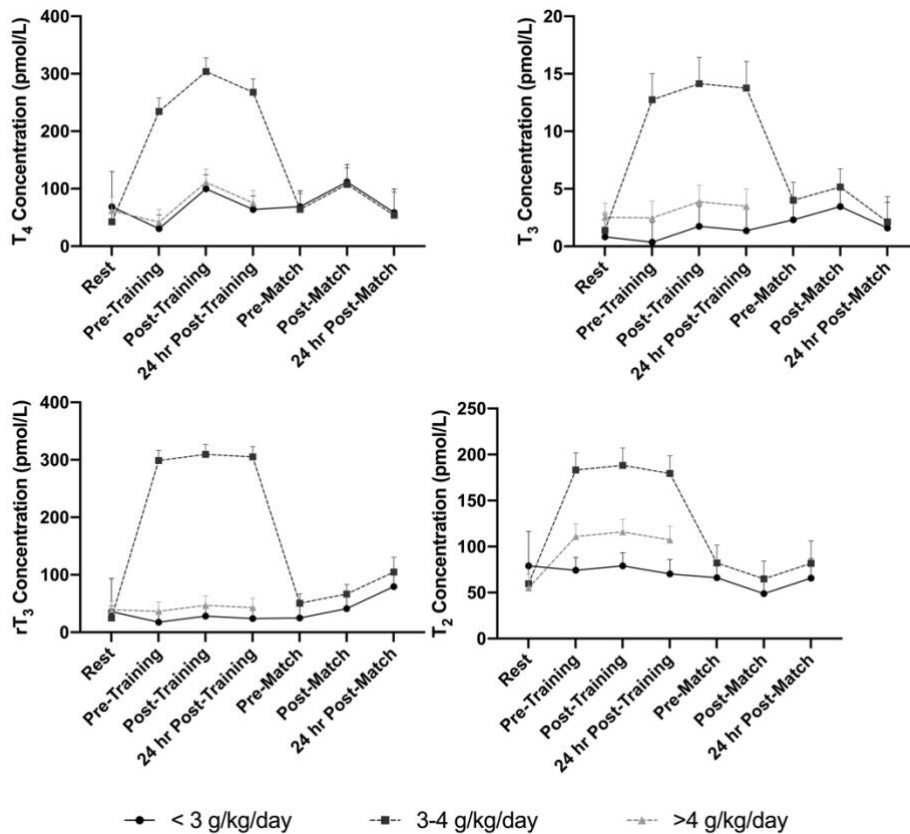 T4 Concentration (pmol/L)
400
300
200
100
0
Rest
Pre-Training
Post-Training
24 hr Post-Training
Pre-Match
Post-Match
24 hr Post-Match
T3 Concentration (pmol/L)
20
15
10
5
0
Rest
Pre-Training
Post-Training
24 hr Post-Training
Pre-Match
Post-Match
24 hr Post-Match
rT3 Concentration (pmol/L)
400
300
200
100
0
Rest
Pre-Training
Post-Training
24 hr Post-Training
Pre-Match
Post-Match
24 hr Post-Match
T2 Concentration (pmol/L)
250
200
150
100
50
0
Rest
Pre-Training
Post-Training
24 hr Post-Training
Pre-Match
Post-Match
24 hr Post-Match
< 3 g/kg/day
3-4 g/kg/day
>4 g/kg/day